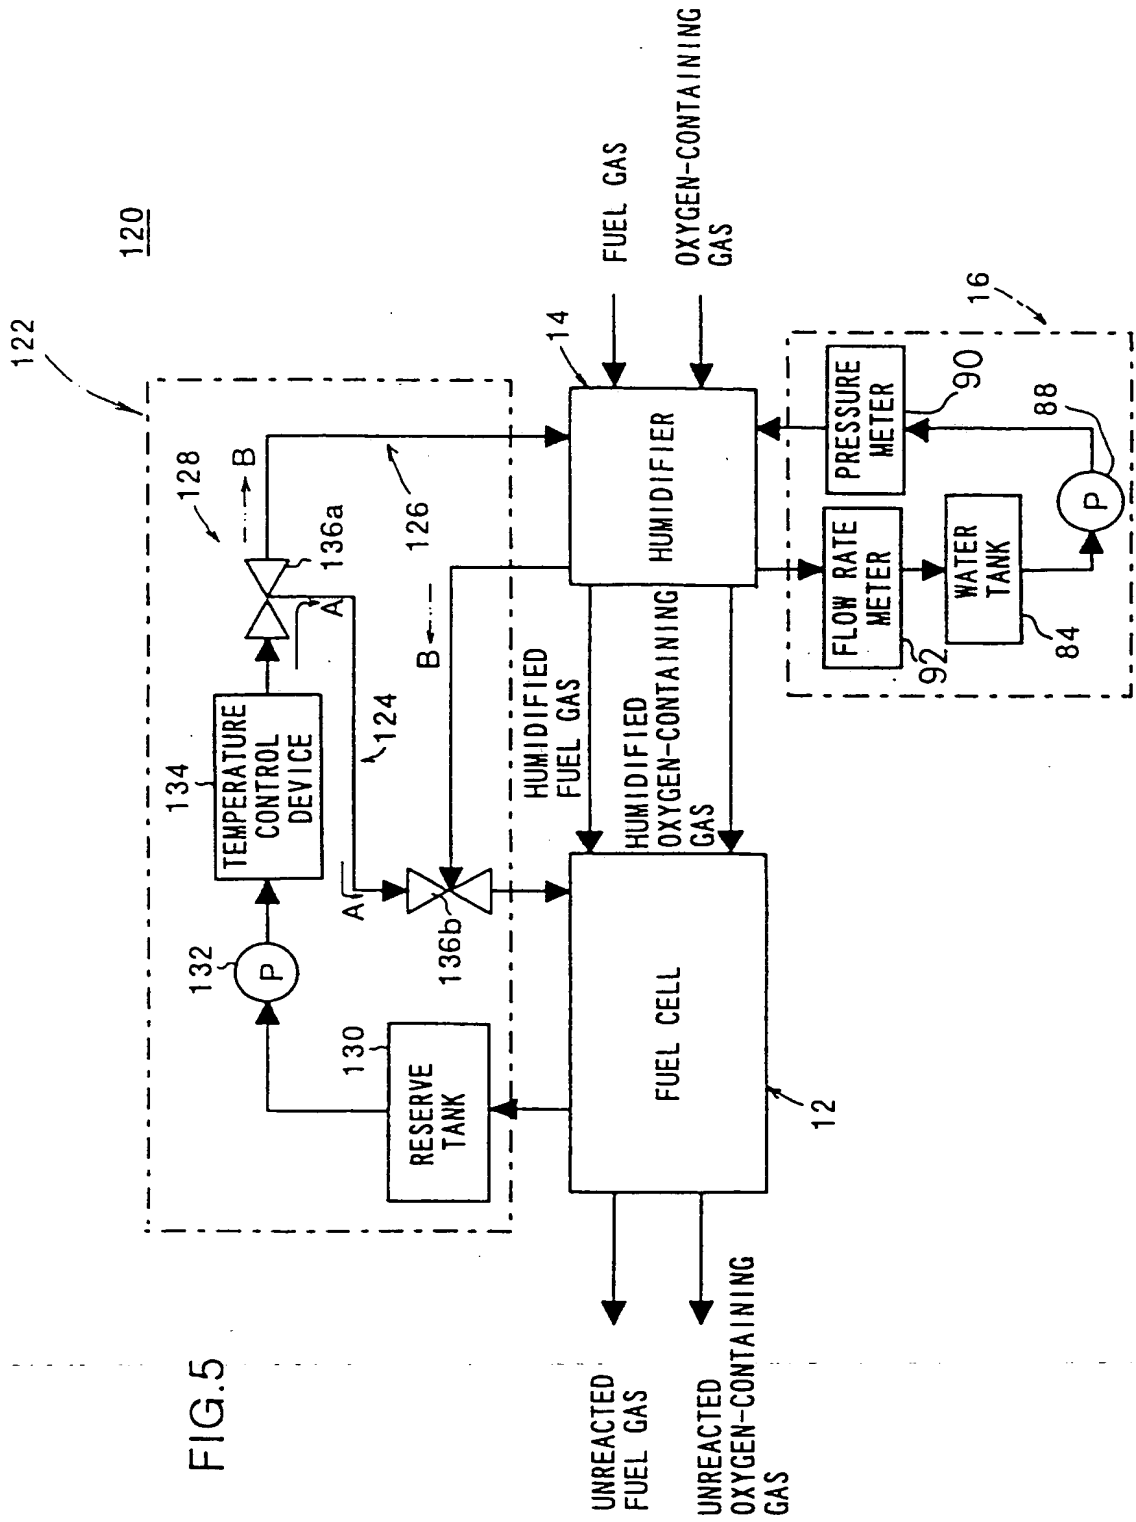 FIG.5
120
122
128
B
136a
A
126
134
TEMPERATURE
CONTROL
DEVICE
124
132
P
A
136b
B
130
RESERVE
TANK
UNREACTED
FUEL GAS
UNREACTED
OXYGEN-CONTAINING
GAS
FUEL CELL
12
HUMIDIFIED
FUEL GAS
HUMIDIFIED
OXYGEN-CONTAINING
GAS
HUMIDIFIER
14
FUEL GAS
OXYGEN-CONTAINING
GAS
16
FLOW RATE
METER
92
PRESSURE
METER
90
WATER
TANK
84
P
88